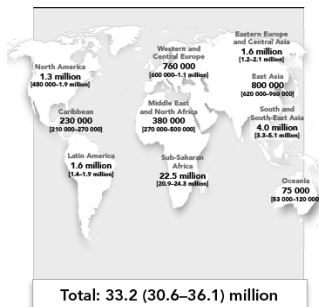 Eastern Europe
and Central Asia
1.6 million
[1.2–2.1 million]
Western and
Central Europe
760 000
[600 000–1.1 million]
North America
1.3 million
[480 000–1.9 million]
East Asia
800 000
[620 000–960 000]
Middle East
and North Africa
380 000
[270 000–500 000]
Caribbean
230 000
[210 000–270 000]
South and
South-East Asia
4.0 million
[3.3–5.1 million]
Latin America
1.6 million
[1.4–1.9 million]
Sub-Saharan
Africa
22.5 million
[20.9–24.3 million]
Oceania
75 000
[53 000–120 000]
Total: 33.2 (30.6–36.1) million